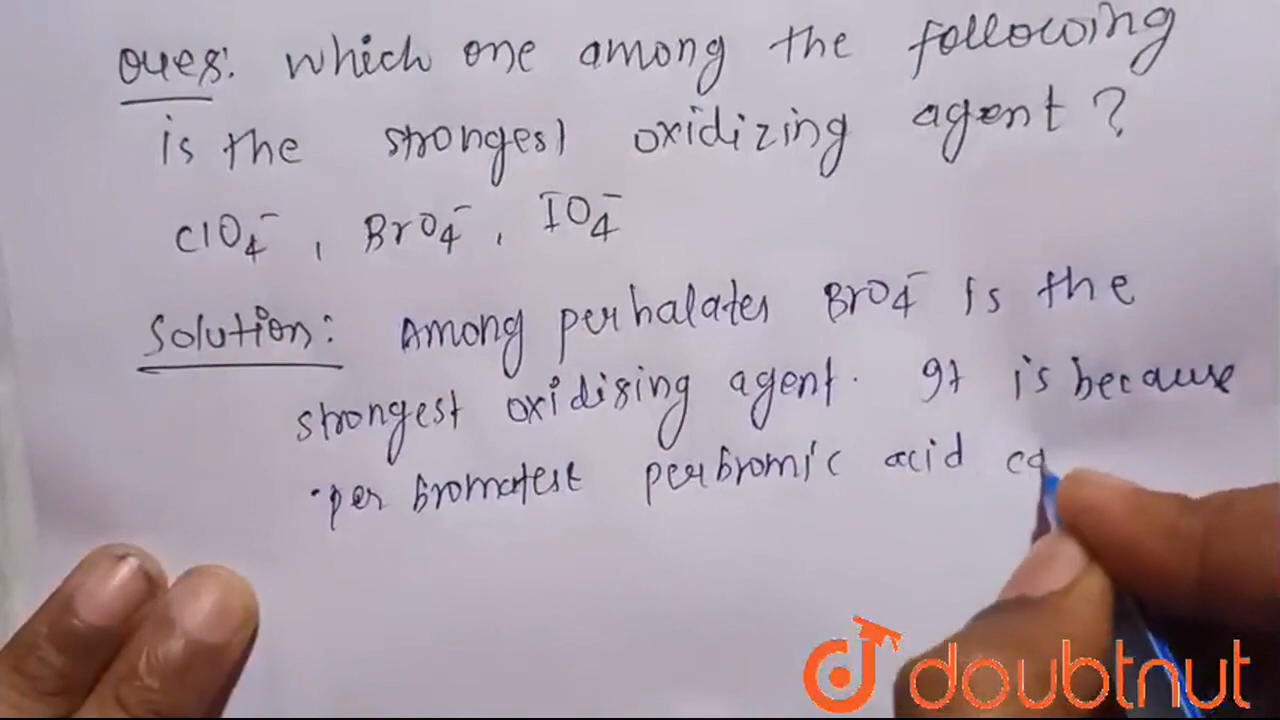 Ques: which one among the following
is the strongest oxidizing agent ?
ClO4⁻ , BrO4⁻ , IO4⁻
Solution: Among perhalates BrO4⁻ is the
strongest oxidising agent. It is because
per bromatest perbromic acid ca
doubtnut